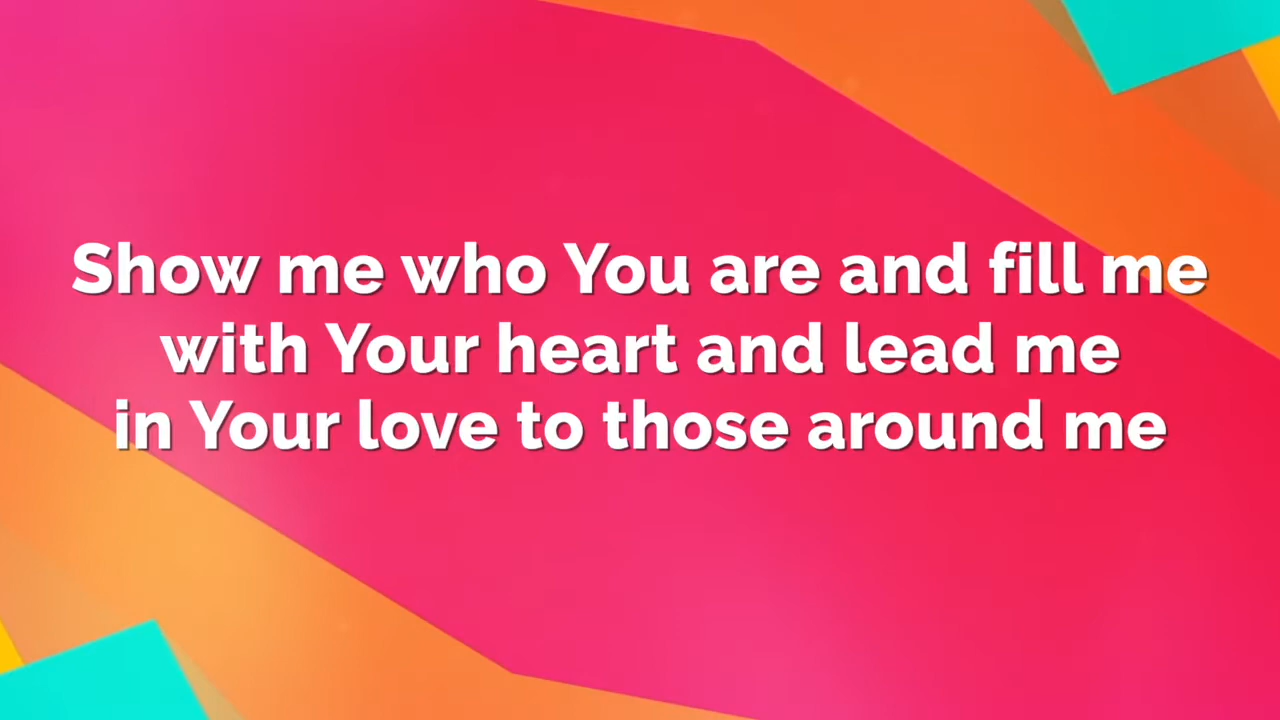 Show me who You are and fill me
with Your heart and lead me
in Your love to those around me